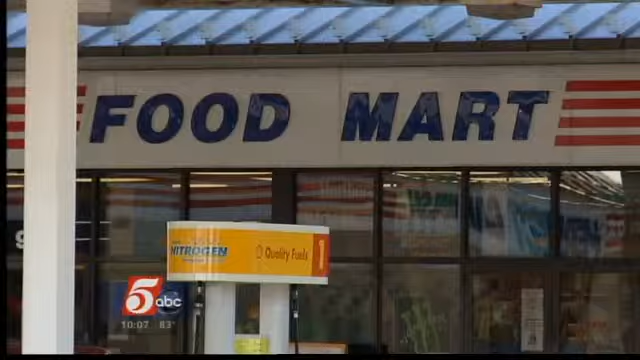 FOOD MART
NITROGEN
Quality Fuels
1
5 abc
10:07 83°